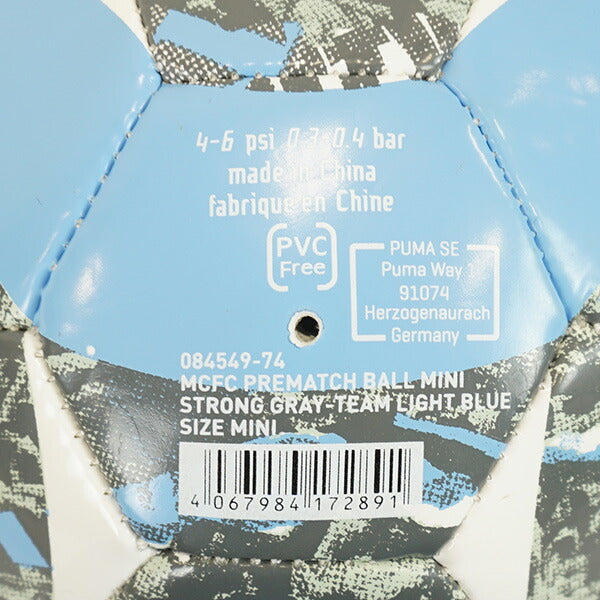 4-6 psi 0.3-0.4 bar
made in China
fabriqué en Chine
PVC
Free
PUMA SE
Puma Way 1
91074
Herzogenaurach
Germany
084549-74
MCFC PREMATCH BALL MINI
STRONG GRAY-TEAM LIGHT BLUE
SIZE MINI
4 067984 172891